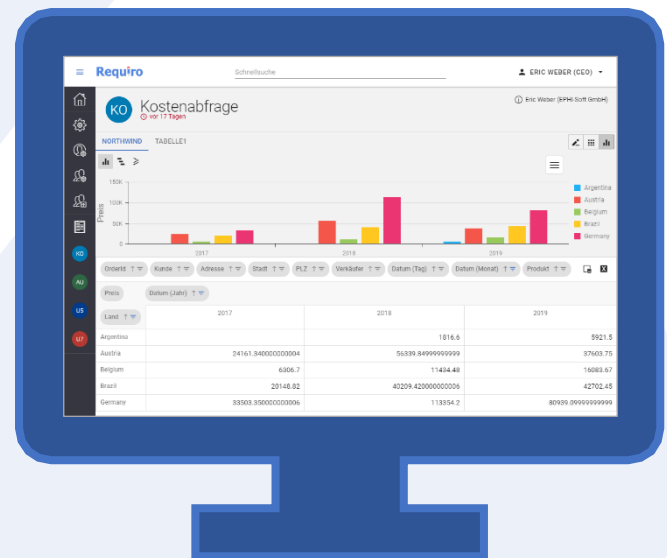 Requiro
Schnellsuche
ERIC WEBER (CEO)
KO
Kostenabfrage
vor 17 Tagen
Eric Weber (EPHI-Soft GmbH)
NORTHWIND TABELLE1
Preis
150K
100K
50K
0
2017 2018 2019
Argentina
Austria
Belgium
Brazil
Germany
KO
AU
US
U7
OrderId Kunde Adresse Stadt PLZ Verkäufer Datum (Tag) Datum (Monat) Produkt
Preis Datum (Jahr)
Land 2017 2018 2019
Argentina 1816.6 5921.5
Austria 24161.340000000004 56339.84999999999 37603.75
Belgium 6306.7 11434.48 16083.67
Brazil 20148.82 40209.420000000006 42702.45
Germany 33503.350000000006 113354.2 80939.09999999999